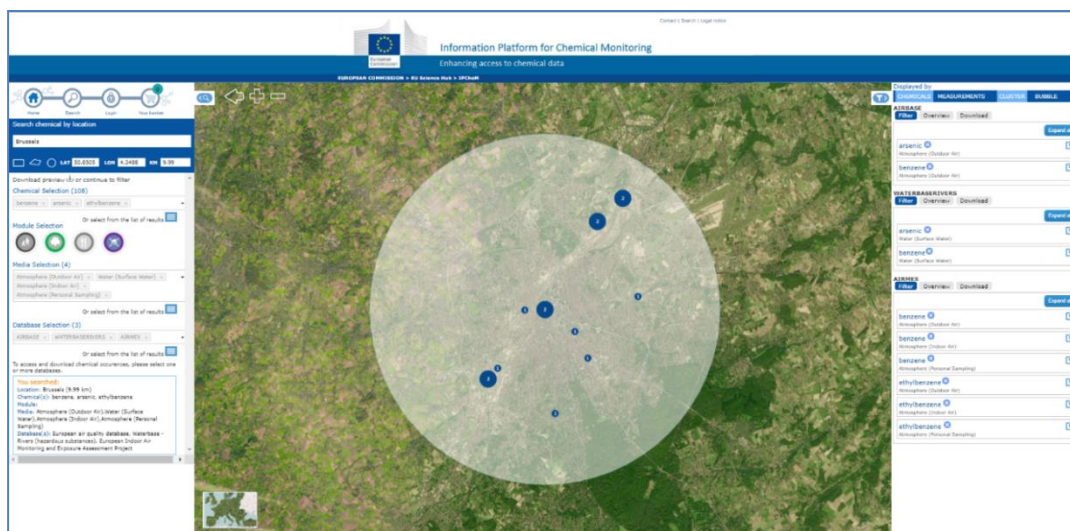 Contact | Search | Legal notice
European
Commission
Information Platform for Chemical Monitoring
Enhancing access to chemical data
EUROPEAN COMMISSION > EU Science Hub > IPCheM
Home
Search
Login
Your basket
Search chemical by location
Brussels
LAT 50.8503 LON KM 9.99
Download preview or continue to filter
Chemical Selection (108)
benzene × arsenic × ethylbenzene ×
Or select from the list of results
Module Selection
Media Selection (4)
Atmosphere (Outdoor Air) × Water (Surface Water) ×
Atmosphere (Indoor Air) ×
Atmosphere (Personal Sampling) ×
Or select from the list of results
Database Selection (3)
AIRBASE × WATERBASERIVERS × AIRMEX ×
Or select from the list of results
To access and download chemical occurences, please select one
or more databases.
You searched:
Location: Brussels (9.99 km)
Chemical(s): benzene, arsenic, ethylbenzene
Module:
Media: Atmosphere (Outdoor Air),Water (Surface
Water),Atmosphere (Indoor Air),Atmosphere (Personal
Sampling)
Database(s): European air quality database, Waterbase -
Rivers (hazardous substances), European Indoor Air
Monitoring and Exposure Assessment Project
Displayed by
CHEMICALS MEASUREMENTS CLUSTER BUBBLE
AIRBASE
Filter Overview Download
Expand
arsenic
Atmosphere (Outdoor Air)
benzene
Atmosphere (Outdoor Air)
WATERBASERIVERS
Filter Overview Download
Expand
arsenic
Water (Surface Water)
benzene
Water (Surface Water)
AIRMEX
Filter Overview Download
Expand
benzene
Atmosphere (Outdoor Air)
benzene
Atmosphere (Indoor Air)
benzene
Atmosphere (Personal Sampling)
ethylbenzene
Atmosphere (Outdoor Air)
ethylbenzene
Atmosphere (Indoor Air)
ethylbenzene
Atmosphere (Personal Sampling)